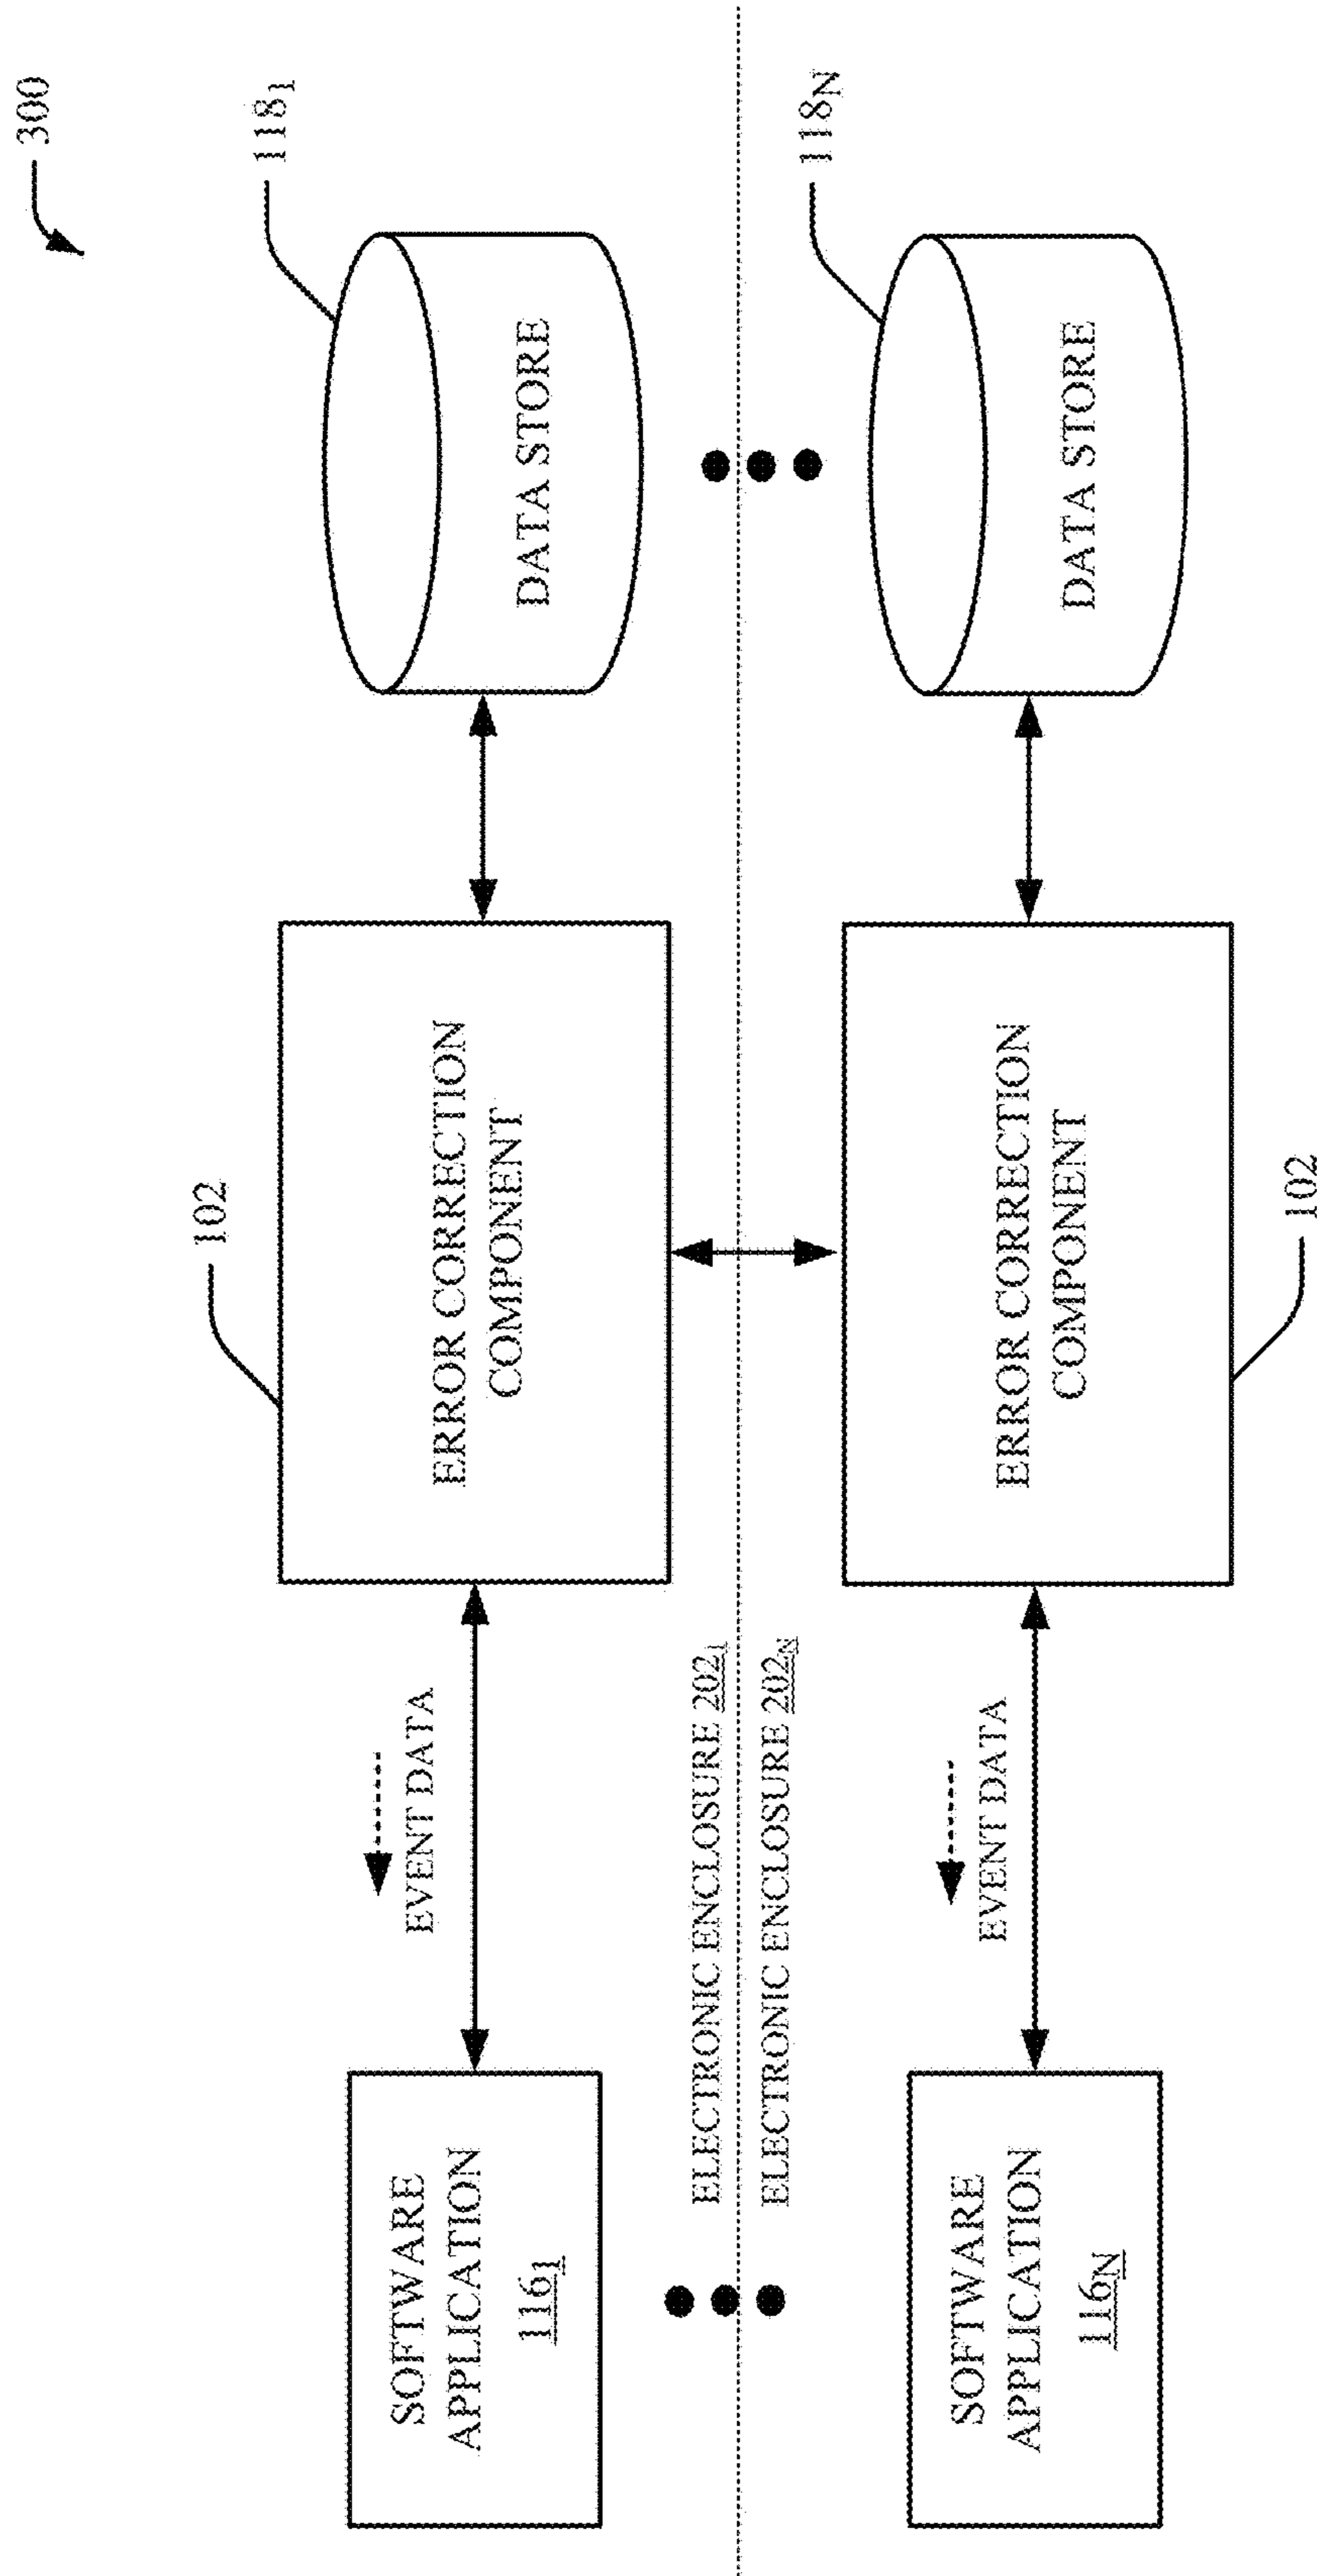 300
118₁
DATA STORE
102
ERROR CORRECTION
COMPONENT
EVENT DATA
SOFTWARE
APPLICATION
116₁
ELECTRONIC ENCLOSURE 202₁
ELECTRONIC ENCLOSURE 202N
118N
DATA STORE
ERROR CORRECTION
COMPONENT
102
EVENT DATA
SOFTWARE
APPLICATION
116N